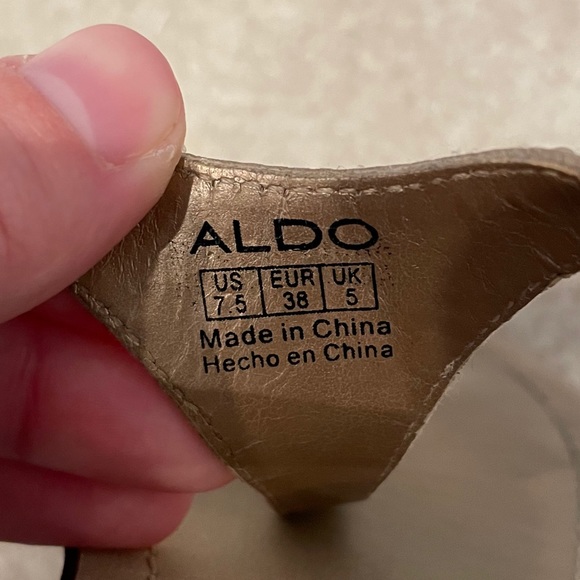 ALDO
US EUR UK
7.5 38 5
Made in China
Hecho en China